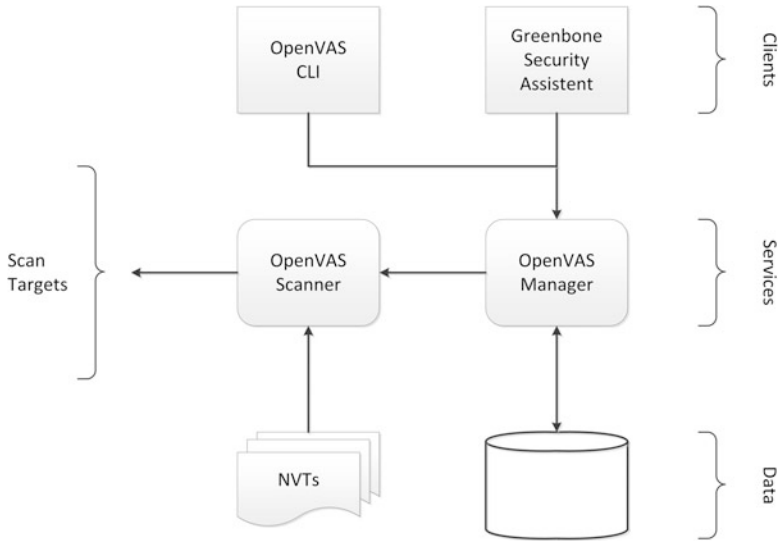 OpenVAS
CLI
Greenbone
Security
Assistent
Clients
Scan
Targets
OpenVAS
Scanner
OpenVAS
Manager
Services
NVTs
Data